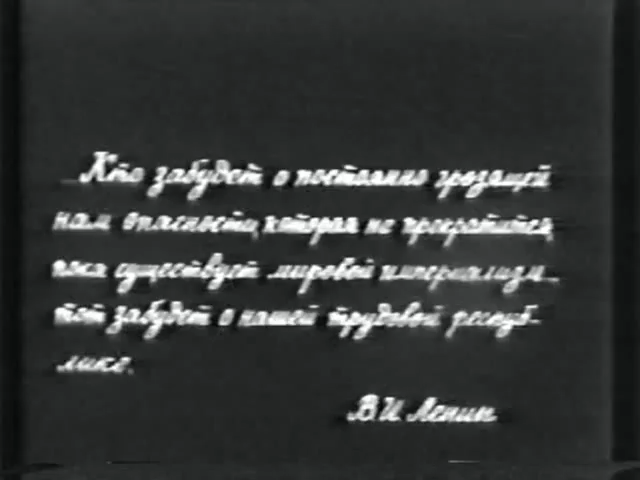 Кто забудет о постоянно грозящей
нам опасности, которая не прекратится,
пока существует мировой империализм —
тот забудет о нашей трудовой респуб-
лике.
В.И. Ленин